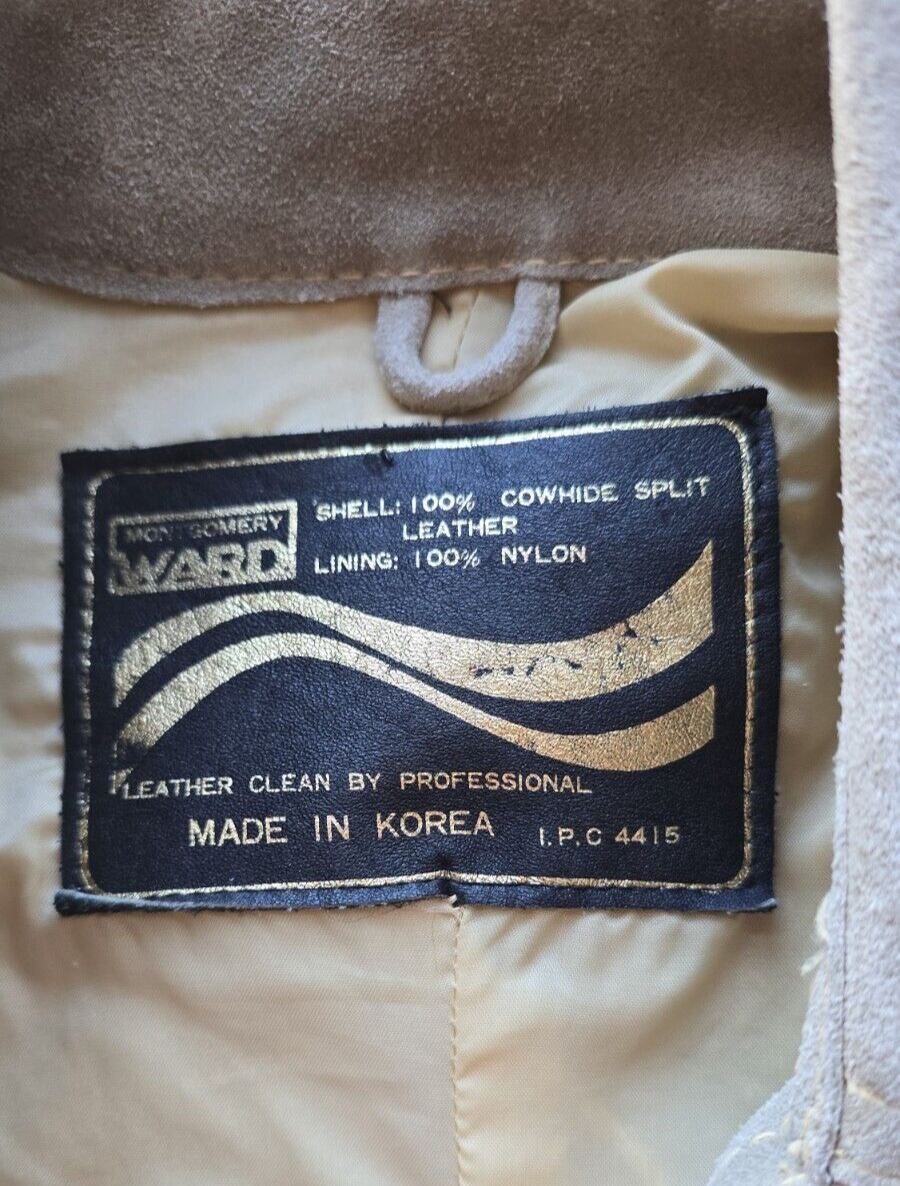 MONTGOMERY
WARD
SHELL: 100% COWHIDE SPLIT
LEATHER
LINING: 100% NYLON
LEATHER CLEAN BY PROFESSIONAL
MADE IN KOREA
I.P.C 4415